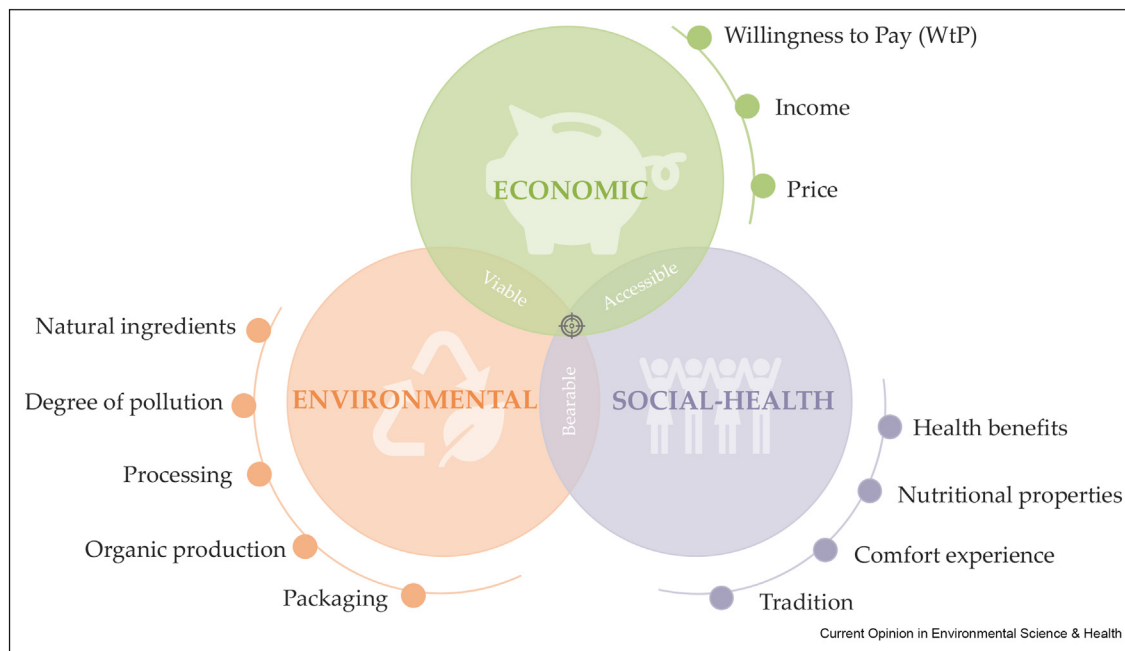 Willingness to Pay (WtP)
Income
Price
ECONOMIC
Viable
Accessible
Bearable
Natural ingredients
Degree of pollution
Processing
Organic production
Packaging
ENVIRONMENTAL
SOCIAL-HEALTH
Health benefits
Nutritional properties
Comfort experience
Tradition
Current Opinion in Environmental Science & Health